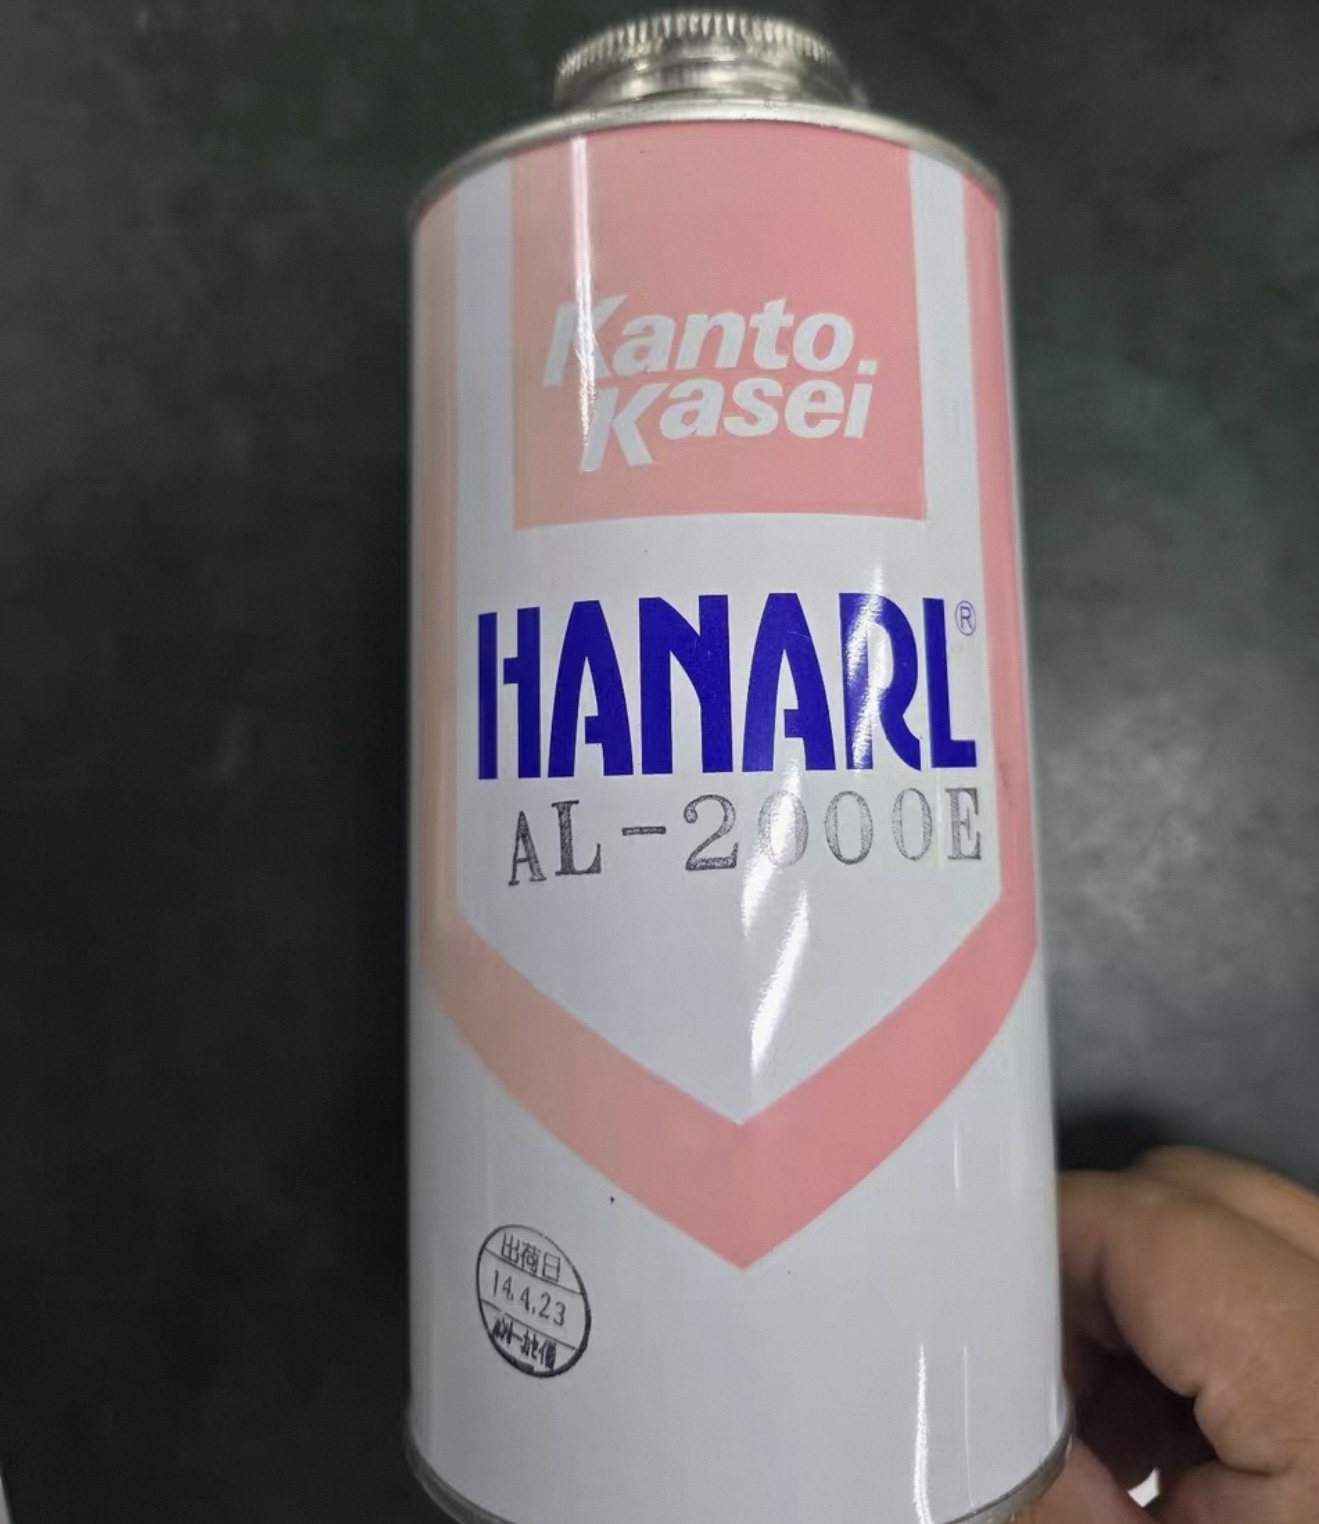 Kanto
Kasei
HANARL®
AL-2000E
出荷日
14.4.23